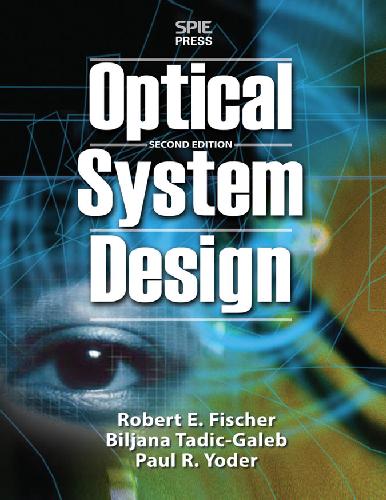 SPIE
PRESS
Optical
SECOND EDITION
System
Design
Robert E. Fischer
Biljana Tadic-Galeb
Paul R. Yoder